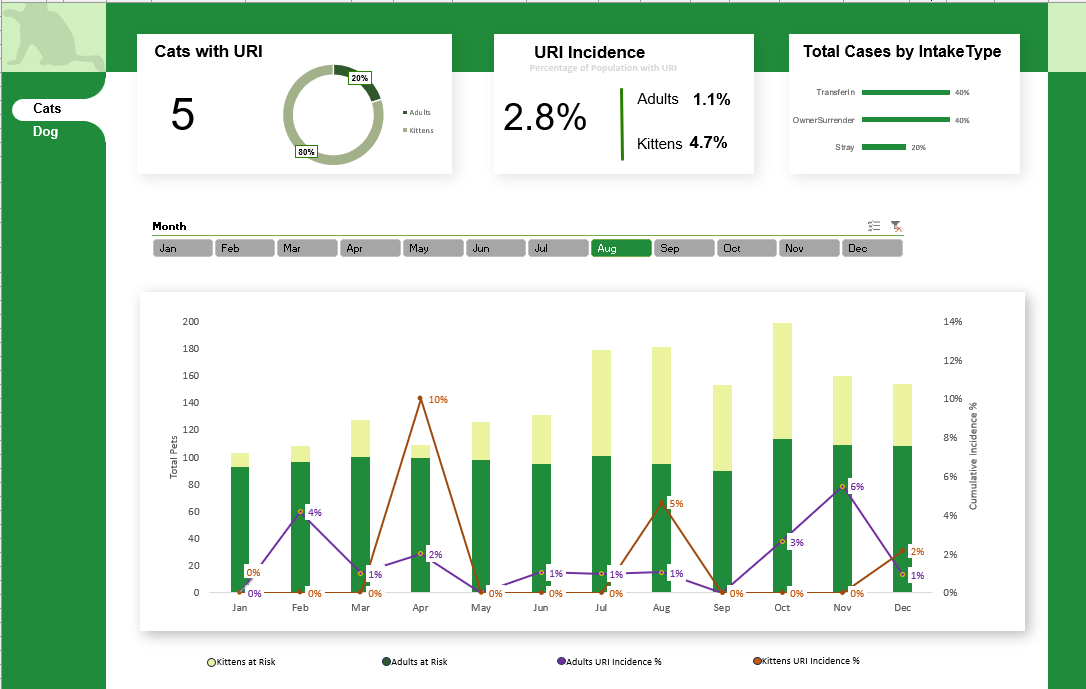 Cats
Dog
Cats with URI
5
20%
80%
Adults
Kittens
URI Incidence
Percentage of Population with URI
2.8%
Adults 1.1%
Kittens 4.7%
Total Cases by IntakeType
TransferIn 40%
OwnerSurrender 40%
Stray 20%
Month
Jan Feb Mar Apr May Jun Jul Aug Sep Oct Nov Dec
Total Pets
200
180
160
140
120
100
80
60
40
20
0
10%
5%
6%
4%
3%
2%
2%
1%
1%
1%
1%
1%
0%
0% 0% 0% 0% 0% 0% 0% 0% 0%
14%
12%
10%
8%
6%
4%
2%
0%
Cumulative Incidence %
Jan Feb Mar Apr May Jun Jul Aug Sep Oct Nov Dec
Kittens at Risk Adults at Risk Adults URI Incidence % Kittens URI Incidence %